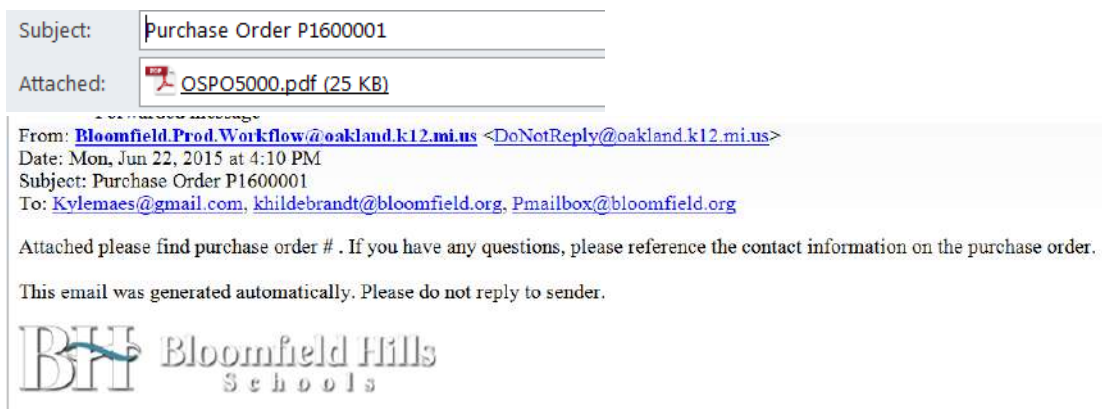 Subject: Purchase Order P1600001
Attached: OSPO5000.pdf (25 KB)
Forwarded message
From: Bloomfield.Prod.Workflow@oakland.k12.mi.us <DoNotReply@oakland.k12.mi.us>
Date: Mon, Jun 22, 2015 at 4:10 PM
Subject: Purchase Order P1600001
To: Kylemaes@gmail.com, khildebrandt@bloomfield.org, Pmailbox@bloomfield.org
Attached please find purchase order # . If you have any questions, please reference the contact information on the purchase order.
This email was generated automatically. Please do not reply to sender.
BH Bloomfield Hills
Schools